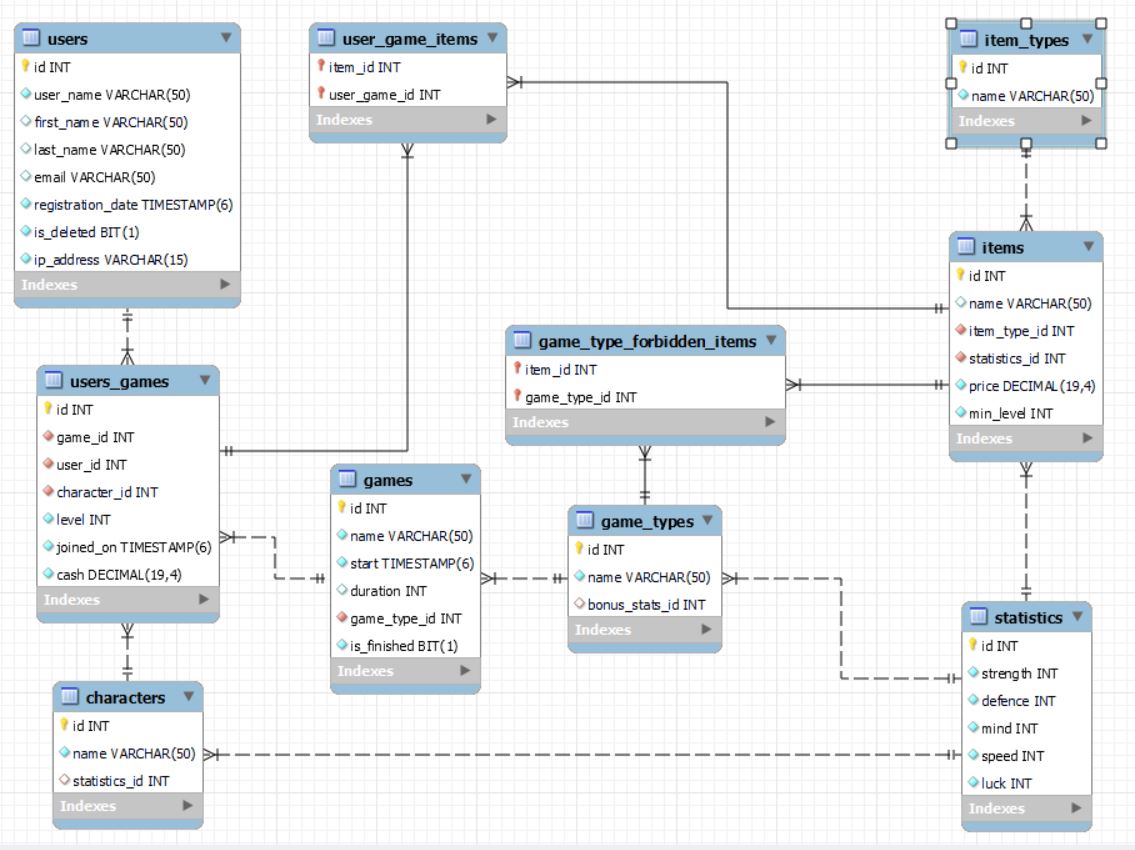 users
id INT
user_name VARCHAR(50)
first_name VARCHAR(50)
last_name VARCHAR(50)
email VARCHAR(50)
registration_date TIMESTAMP(6)
is_deleted BIT(1)
ip_address VARCHAR(15)
Indexes
user_game_items
item_id INT
user_game_id INT
Indexes
item_types
id INT
name VARCHAR(50)
Indexes
items
id INT
name VARCHAR(50)
item_type_id INT
statistics_id INT
price DECIMAL(19,4)
min_level INT
Indexes
game_type_forbidden_items
item_id INT
game_type_id INT
Indexes
users_games
id INT
game_id INT
user_id INT
character_id INT
level INT
joined_on TIMESTAMP(6)
cash DECIMAL(19,4)
Indexes
games
id INT
name VARCHAR(50)
start TIMESTAMP(6)
duration INT
game_type_id INT
is_finished BIT(1)
Indexes
game_types
id INT
name VARCHAR(50)
bonus_stats_id INT
Indexes
statistics
id INT
strength INT
defence INT
mind INT
speed INT
luck INT
Indexes
characters
id INT
name VARCHAR(50)
statistics_id INT
Indexes